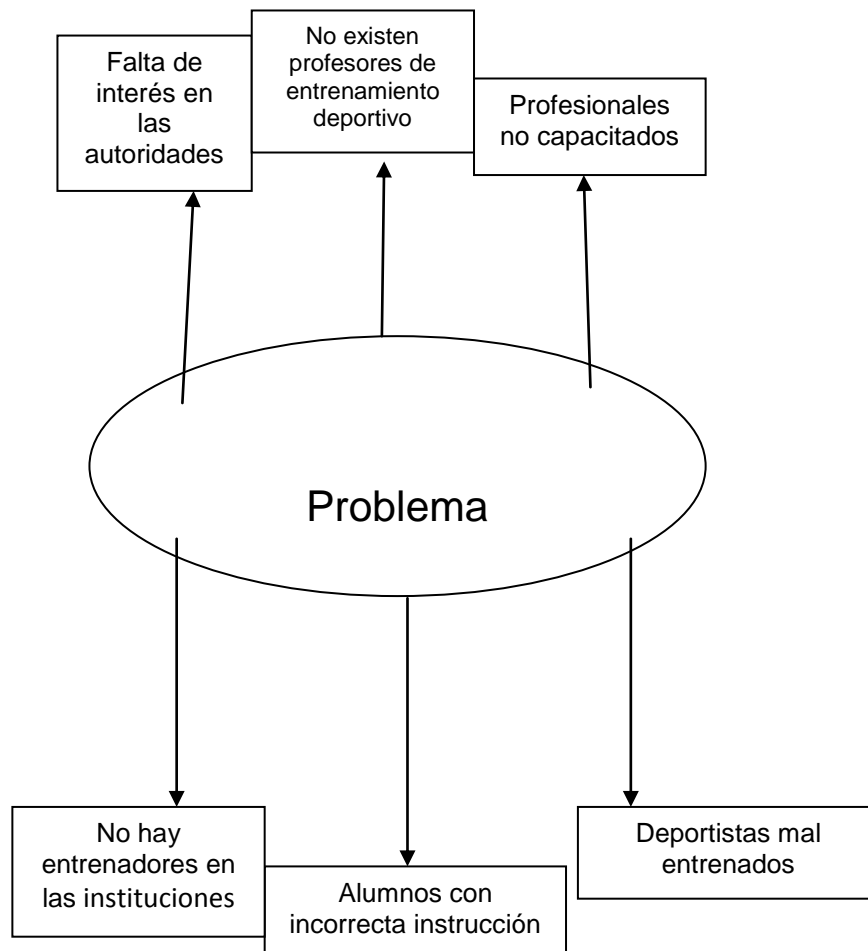 Falta de
interés en
las
autoridades
No existen
profesores de
entrenamiento
deportivo
Profesionales
no capacitados
Problema
No hay
entrenadores en
las instituciones
Alumnos con
incorrecta instrucción
Deportistas mal
entrenados